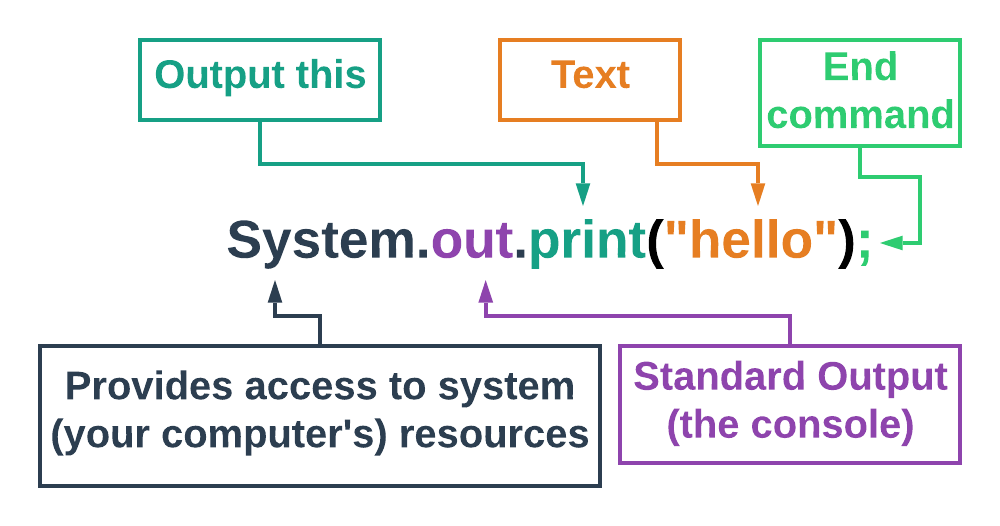 Output this
Text
End
command
System.out.print("hello");
Provides access to system
(your computer's) resources
Standard Output
(the console)